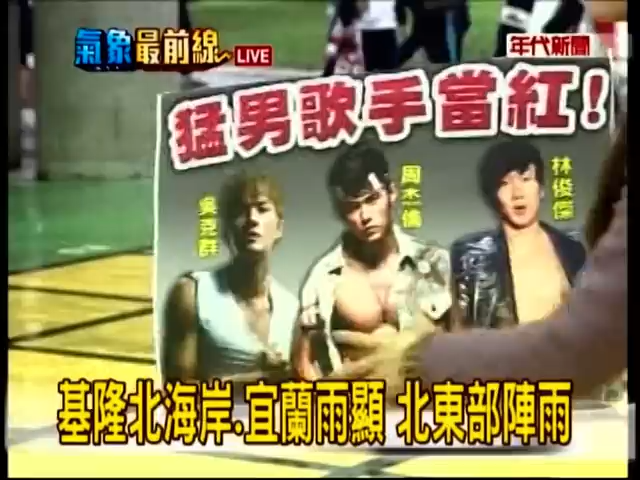 氣象最前線 LIVE
年代新聞
猛男歌手當紅!
吳克群
周杰倫
林俊傑
基隆北海岸.宜蘭雨顯 北東部陣雨